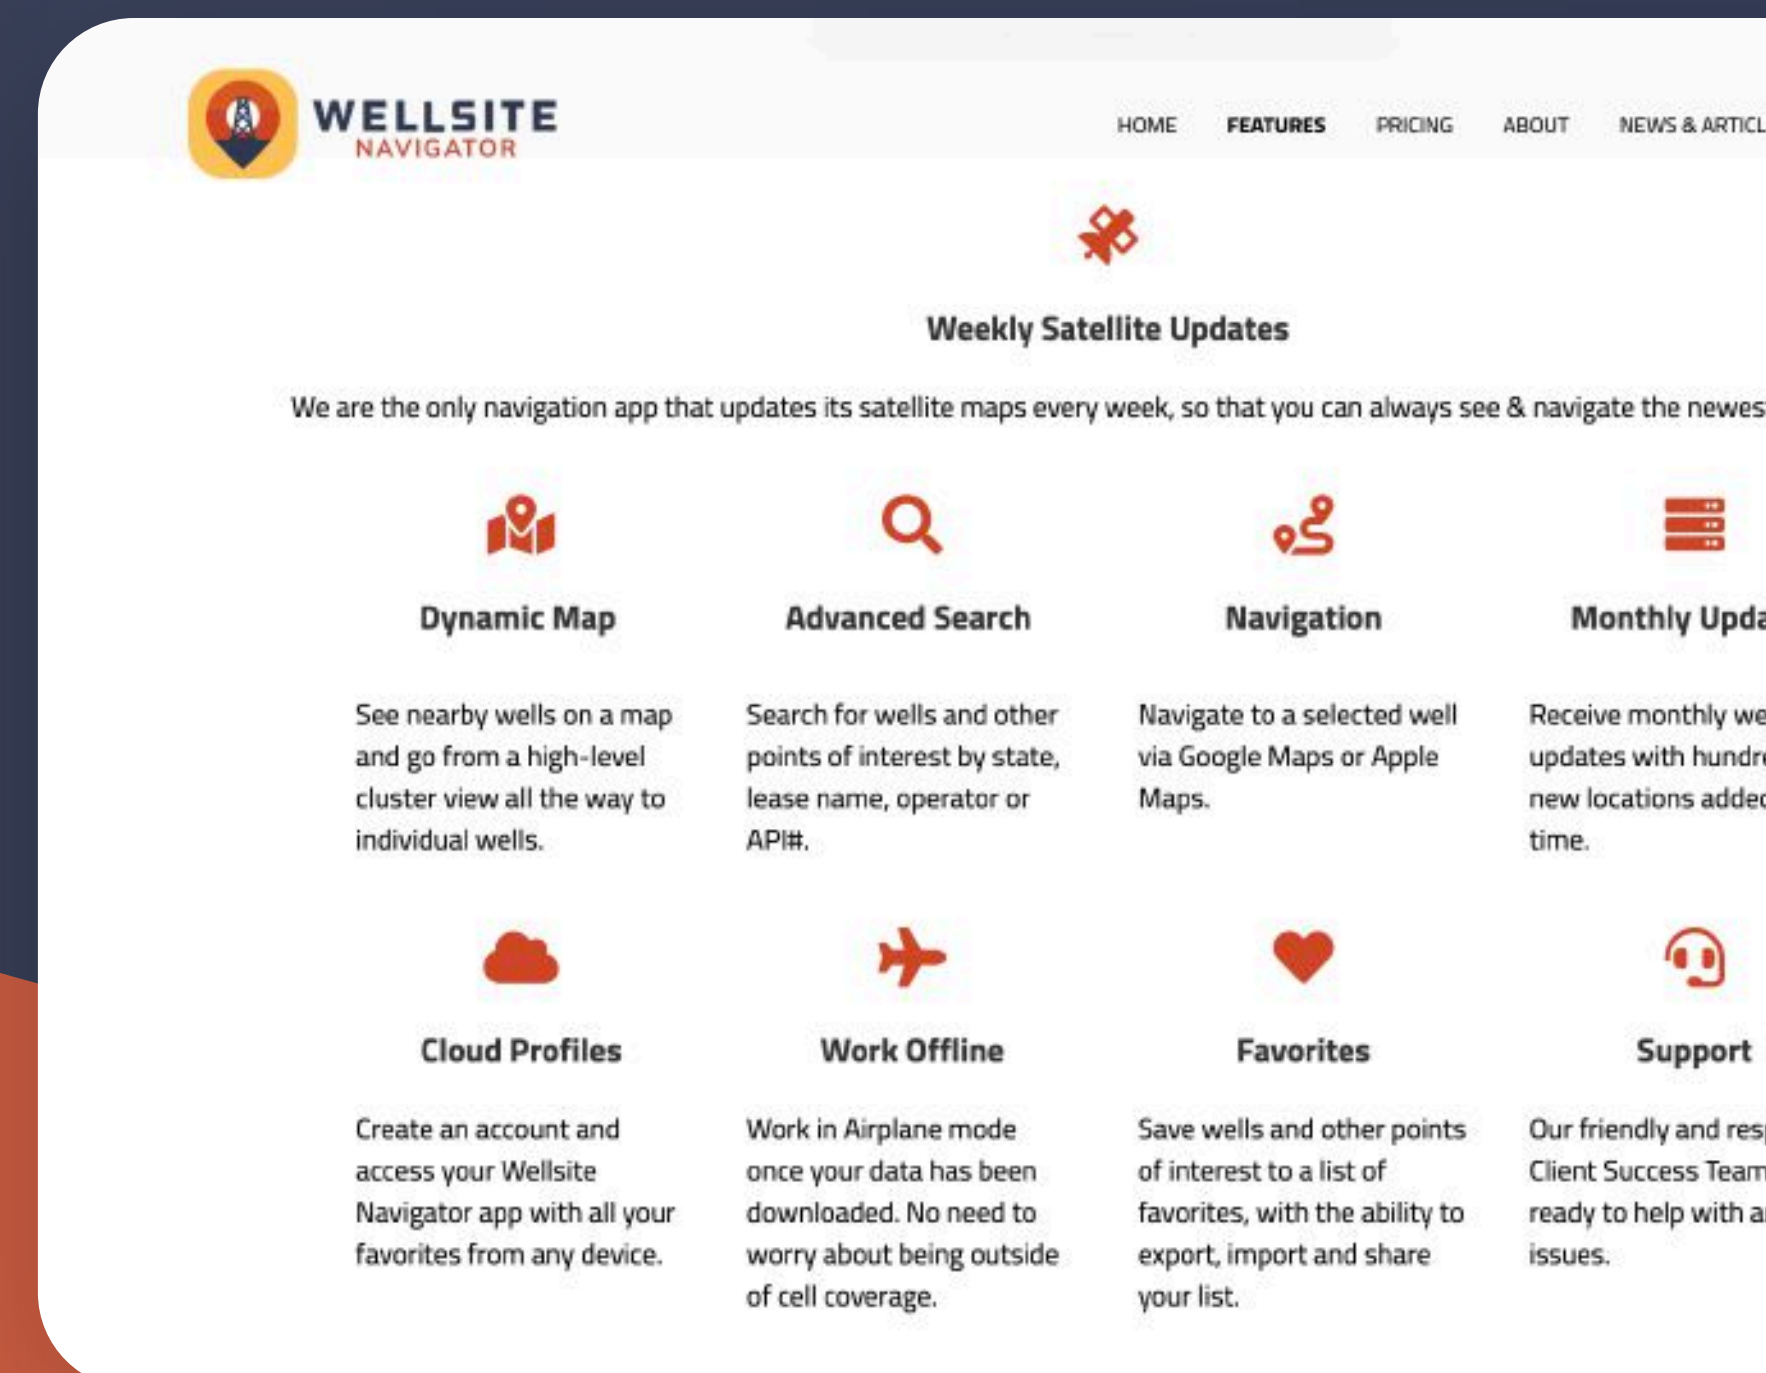 WELLSITE
NAVIGATOR
HOME FEATURES PRICING ABOUT NEWS &
Weekly Satellite Updates
We are the only navigation app that updates its satellite maps every week, so that you can always see & navigate the
Dynamic Map
See nearby wells on a map
and go from a high-level
cluster view all the way to
individual wells.
Advanced Search
Search for wells and other
points of interest by state,
lease name, operator or
API#.
Navigation
Navigate to a selected well
via Google Maps or Apple
Maps.
Monthly
Receive monthly
updates with
new locations
time.
Cloud Profiles
Create an account and
access your Wellsite
Navigator app with all your
favorites from any device.
Work Offline
Work in Airplane mode
once your data has been
downloaded. No need to
worry about being outside
of cell coverage.
Favorites
Save wells and other points
of interest to a list of
favorites, with the ability to
export, import and share
your list.
Support
Our friendly and
Client Success Team
ready to help with
issues.